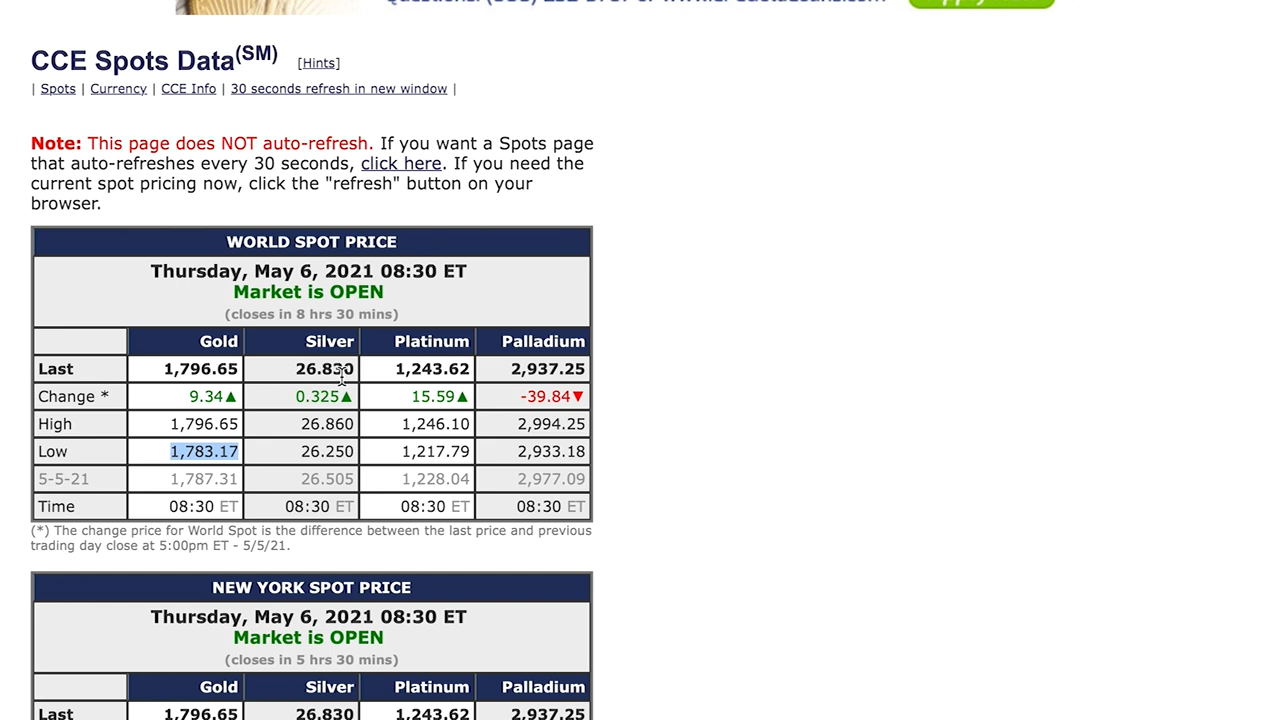 CCE Spots Data(SM) [Hints]
| Spots | Currency | CCE Info | 30 seconds refresh in new window |
Note: This page does NOT auto-refresh. If you want a Spots page
that auto-refreshes every 30 seconds, click here. If you need the
current spot pricing now, click the "refresh" button on your
browser.
WORLD SPOT PRICE
Thursday, May 6, 2021 08:30 ET
Market is OPEN
(closes in 8 hrs 30 mins)
Gold Silver Platinum Palladium
Last 1,796.65 26.830 1,243.62 2,937.25
Change * 9.34▲ 0.325▲ 15.59▲ -39.84▼
High 1,796.65 26.860 1,246.10 2,994.25
Low 1,783.17 26.250 1,217.79 2,933.18
5-5-21 1,787.31 26.505 1,228.04 2,977.09
Time 08:30 ET 08:30 ET 08:30 ET 08:30 ET
(*) The change price for World Spot is the difference between the last price and previous
trading day close at 5:00pm ET - 5/5/21.
NEW YORK SPOT PRICE
Thursday, May 6, 2021 08:30 ET
Market is OPEN
(closes in 5 hrs 30 mins)
Gold Silver Platinum Palladium
Last 1,796.65 26.830 1,243.62 2,937.25